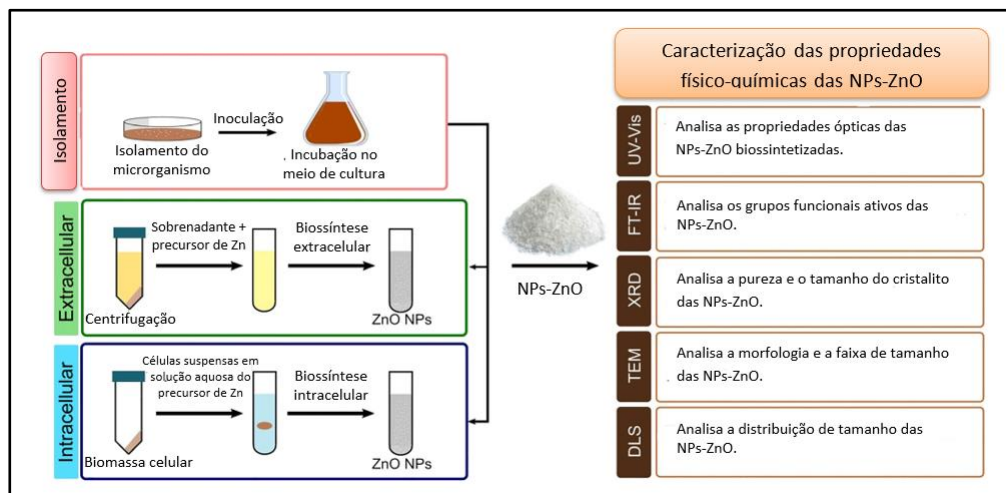 Isolamento
Inoculação
Isolamento do
microrganismo
Incubação no
meio de cultura
Extracellular
Sobrenadante +
precursor de Zn
Biossíntese
extracelular
Centrifugação
ZnO NPs
Intracellular
Células suspensas em
solução aquosa do
precursor de Zn
Biossíntese
intracelular
Biomassa celular
ZnO NPs
NPs-ZnO
Caracterização das propriedades
físico-químicas das NPs-ZnO
UV-Vis
Analisa as propriedades ópticas das
NPs-ZnO biossintetizadas.
FT-IR
Analisa os grupos funcionais ativos das
NPs-ZnO.
XRD
Analisa a pureza e o tamanho do cristalito
das NPs-ZnO.
TEM
Analisa a morfologia e a faixa de tamanho
das NPs-ZnO.
DLS
Analisa a distribuição de tamanho das
NPs-ZnO.